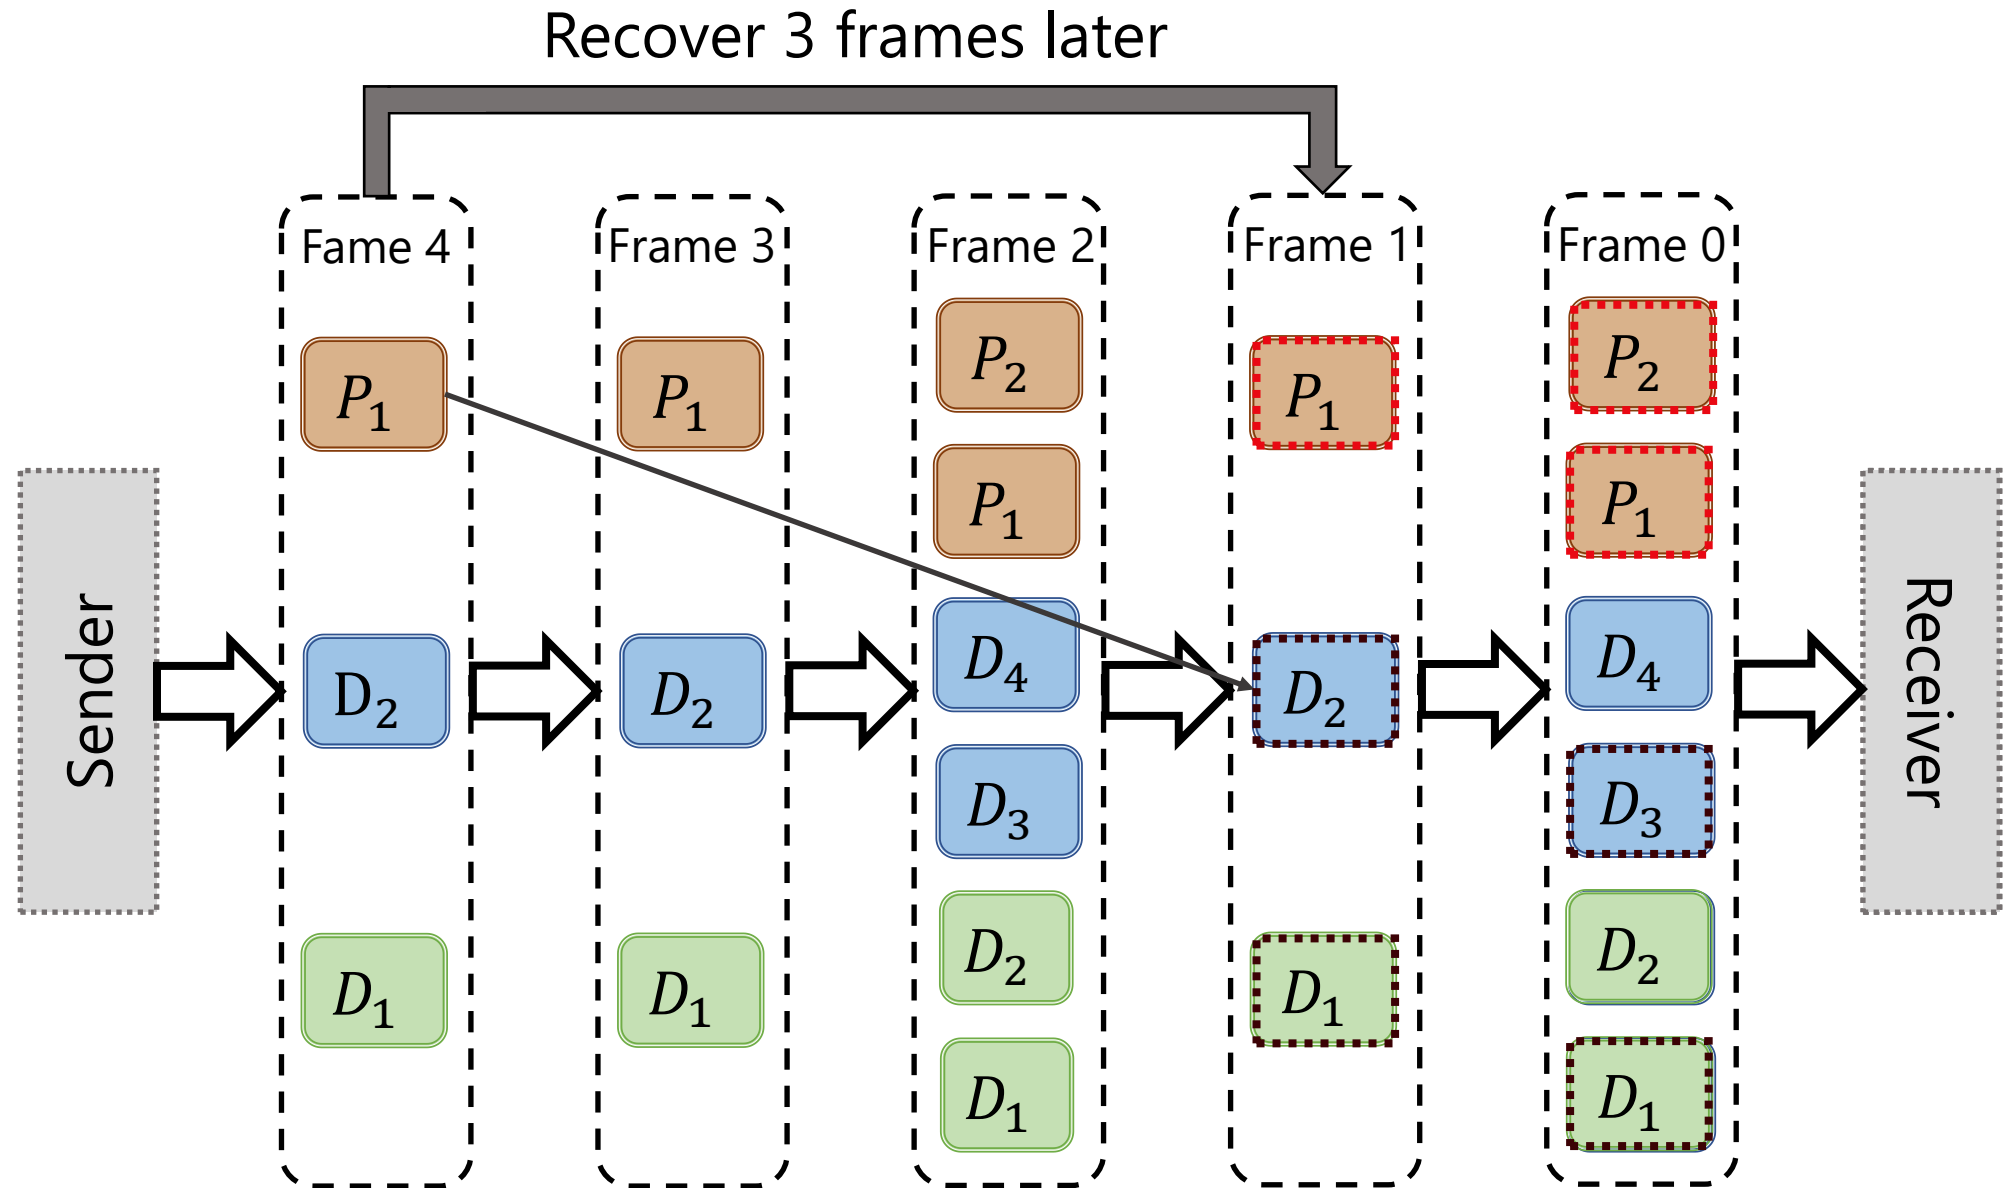 Recover 3 frames later
Sender
Fame 4
P₁
D₂
D₁
Frame 3
P₁
D₂
D₁
Frame 2
P₂
P₁
D₄
D₃
D₂
D₁
Frame 1
P₁
D₂
D₁
Frame 0
P₂
P₁
D₄
D₃
D₂
D₁
Receiver